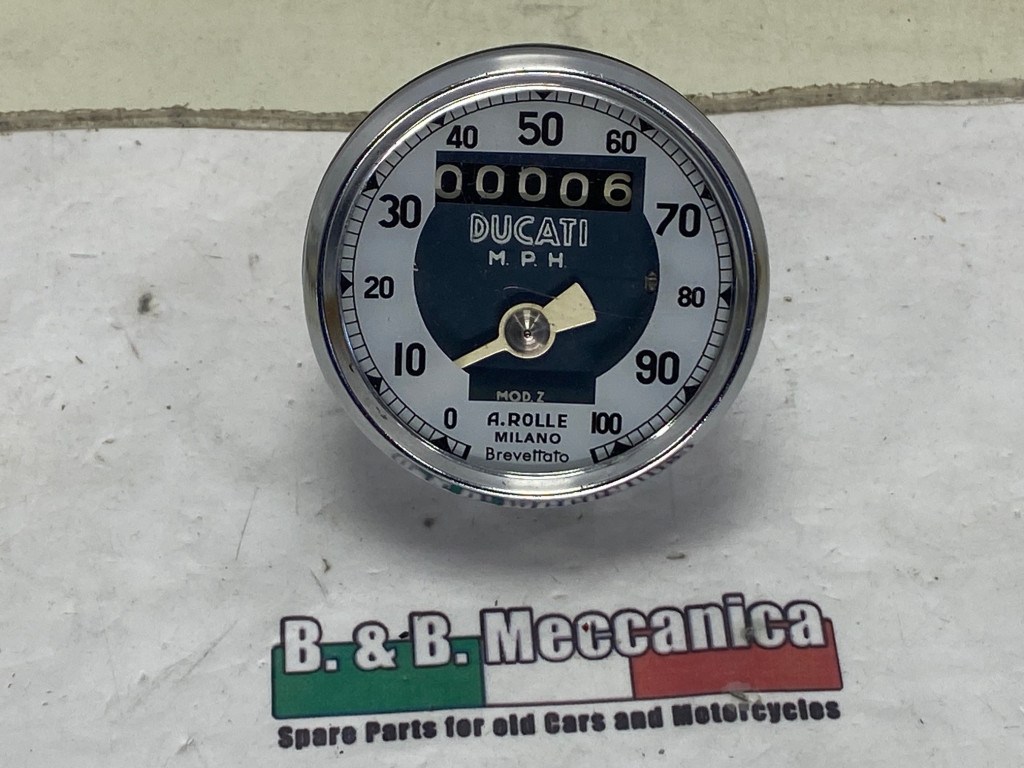 50
40 60
00006
30 DUCATI 70
M. P. H.
20 80
10 90
MOD. Z
0 A. ROLLE 100
MILANO
Brevettato
B. & B. Meccanica
Spare Parts for old Cars and Motorcycles